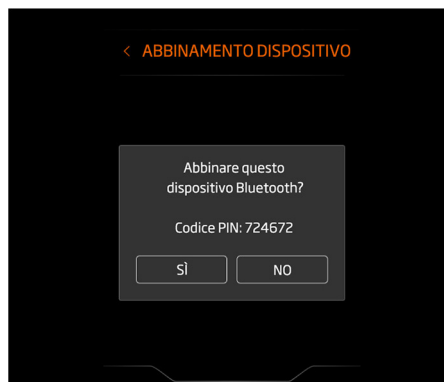 < ABBINAMENTO DISPOSITIVO
Abbinare questo
dispositivo Bluetooth?
Codice PIN: 724672
SÌ NO